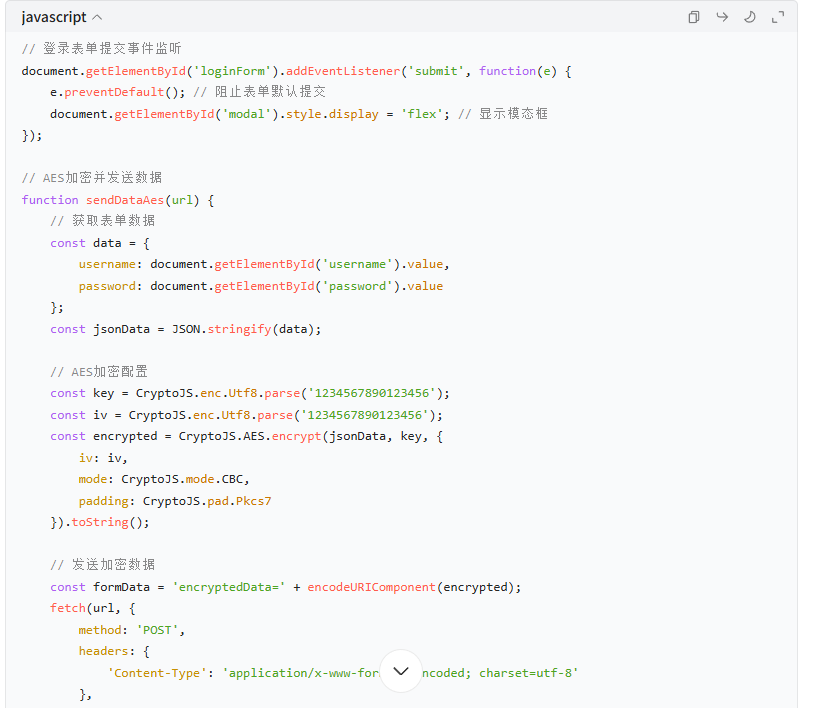 javascript
// 登录表单提交事件监听
document.getElementById('loginForm').addEventListener('submit', function(e) {
    e.preventDefault(); // 阻止表单默认提交
    document.getElementById('modal').style.display = 'flex'; // 显示模态框
});

// AES加密并发送数据
function sendDataAes(url) {
    // 获取表单数据
    const data = {
        username: document.getElementById('username').value,
        password: document.getElementById('password').value
    };
    const jsonData = JSON.stringify(data);

    // AES加密配置
    const key = CryptoJS.enc.Utf8.parse('1234567890123456');
    const iv = CryptoJS.enc.Utf8.parse('1234567890123456');
    const encrypted = CryptoJS.AES.encrypt(jsonData, key, {
        iv: iv,
        mode: CryptoJS.mode.CBC,
        padding: CryptoJS.pad.Pkcs7
    }).toString();

    // 发送加密数据
    const formData = 'encryptedData=' + encodeURIComponent(encrypted);
    fetch(url, {
        method: 'POST',
        headers: {
            'Content-Type': 'application/x-www-for ncoded; charset=utf-8'
        },